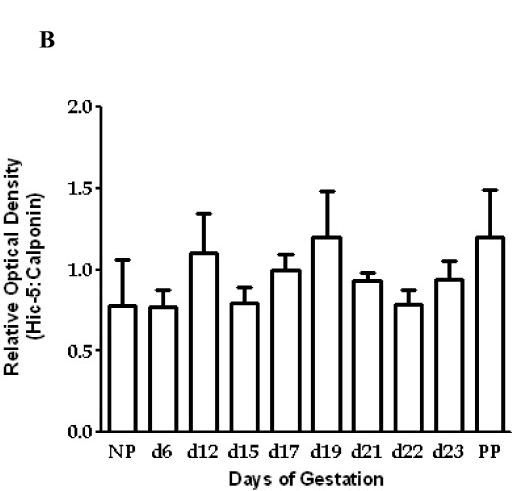 B
Relative Optical Density
(Hic-5:Calponin)
2.0
1.5
1.0
0.5
0.0
NP d6 d12 d15 d17 d19 d21 d22 d23 PP
Days of Gestation